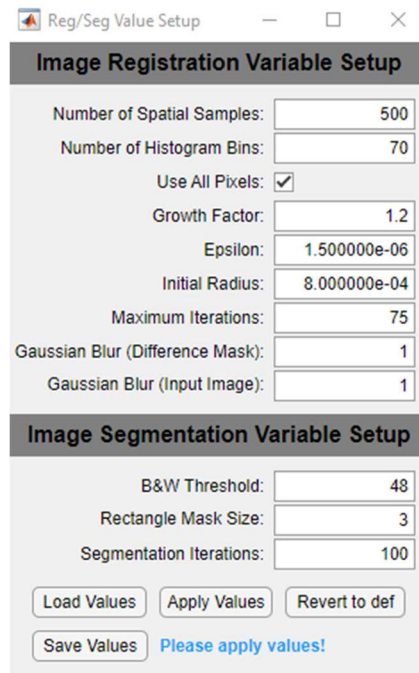 Reg/Seg Value Setup
Image Registration Variable Setup
Number of Spatial Samples: 500
Number of Histogram Bins: 70
Use All Pixels:
Growth Factor: 1.2
Epsilon: 1.500000e-06
Initial Radius: 8.000000e-04
Maximum Iterations: 75
Gaussian Blur (Difference Mask): 1
Gaussian Blur (Input Image): 1
Image Segmentation Variable Setup
B&W Threshold: 48
Rectangle Mask Size: 3
Segmentation Iterations: 100
Load Values Apply Values Revert to def
Save Values Please apply values!